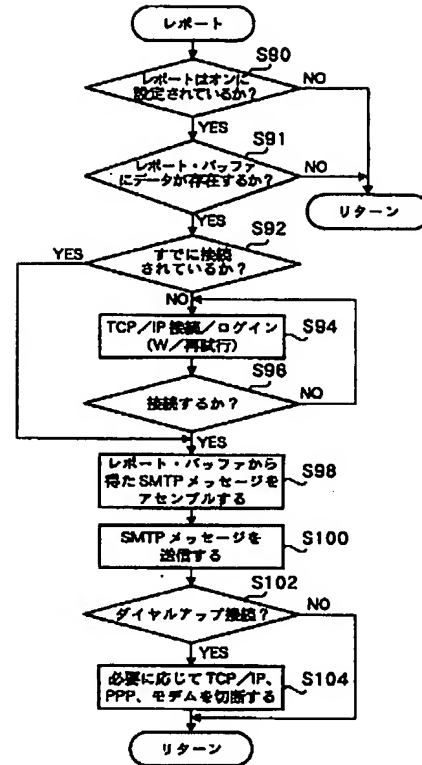 レポート
S90
レポートはオンに
設定されているか?
NO
YES
S91
レポート・バッファ
にデータが存在するか?
NO
YES
リターン
S92
すでに接続
されているか?
YES
NO
TCP/IP 接続/ログイン
(W/再試行)
S94
S96
接続するか?
NO
YES
レポート・バッファから
得た SMTP メッセージを
アセンブルする
S98
SMTP メッセージを
送信する
S100
S102
ダイヤルアップ接続?
NO
YES
必要に応じて TCP/IP、
PPP、モデムを切断する
S104
リターン